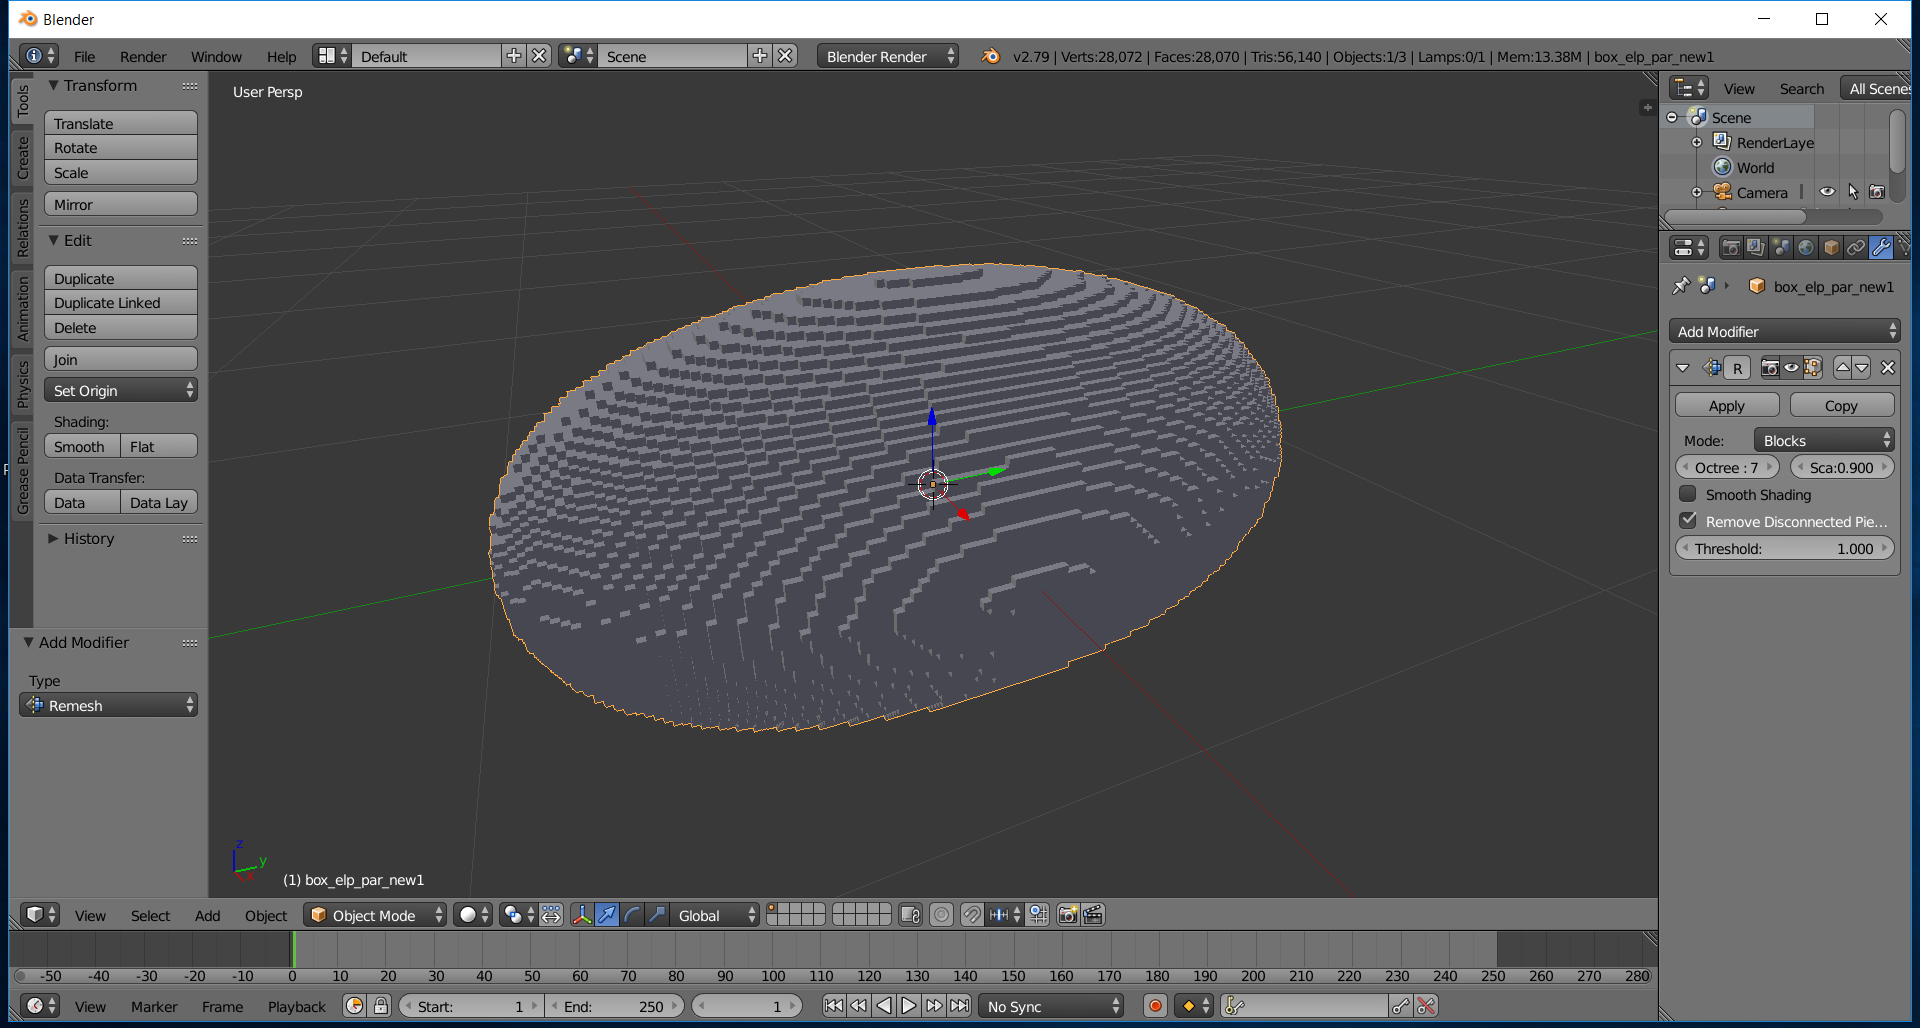 Blender
File Render Window Help Default Scene Blender Render v2.79 | Verts:28,072 | Faces:28,070 | Tris:56,140 | Objects:1/3 | Lamps:0/1 | Mem:13.38M | box_elp_par_new1
Tools
Create
Relations
Animation
Physics
Grease Pencil
Transform
Translate
Rotate
Scale
Mirror
Edit
Duplicate
Duplicate Linked
Delete
Join
Set Origin
Shading:
Smooth Flat
Data Transfer:
Data Data Lay
History
Add Modifier
Type
Remesh
User Persp
z
y
x
(1) box_elp_par_new1
View Search All Scenes
Scene
RenderLaye
World
Camera
box_elp_par_new1
Add Modifier
R
Apply Copy
Mode: Blocks
Octree : 7 Sca:0.900
Smooth Shading
Remove Disconnected Pie...
Threshold: 1.000
View Select Add Object Object Mode Global
-50 -40 -30 -20 -10 0 10 20 30 40 50 60 70 80 90 100 110 120 130 140 150 160 170 180 190 200 210 220 230 240 250 260 270 280
View Marker Frame Playback Start: 1 End: 250 1 No Sync